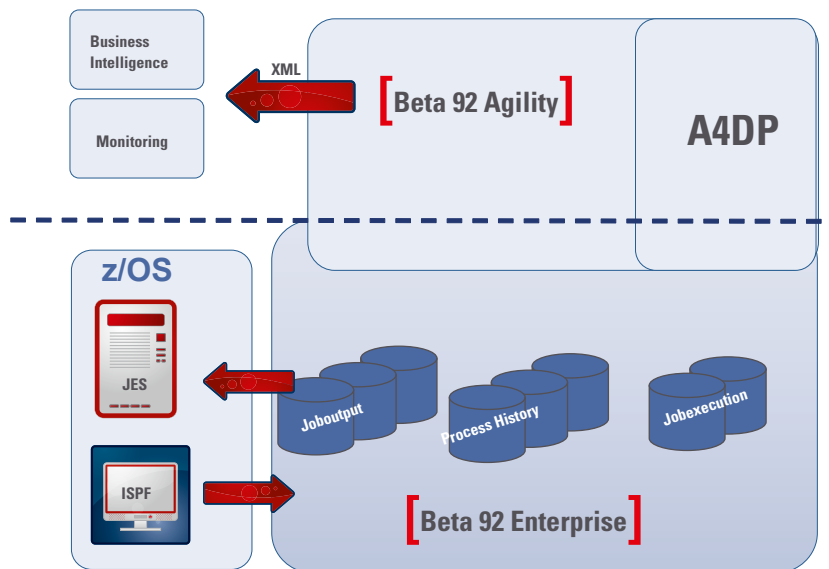 Business
Intelligence
XML
[Beta 92 Agility]
A4DP
Monitoring
z/OS
JES
Joboutput
Process History
Jobexecution
ISPF
[Beta 92 Enterprise]